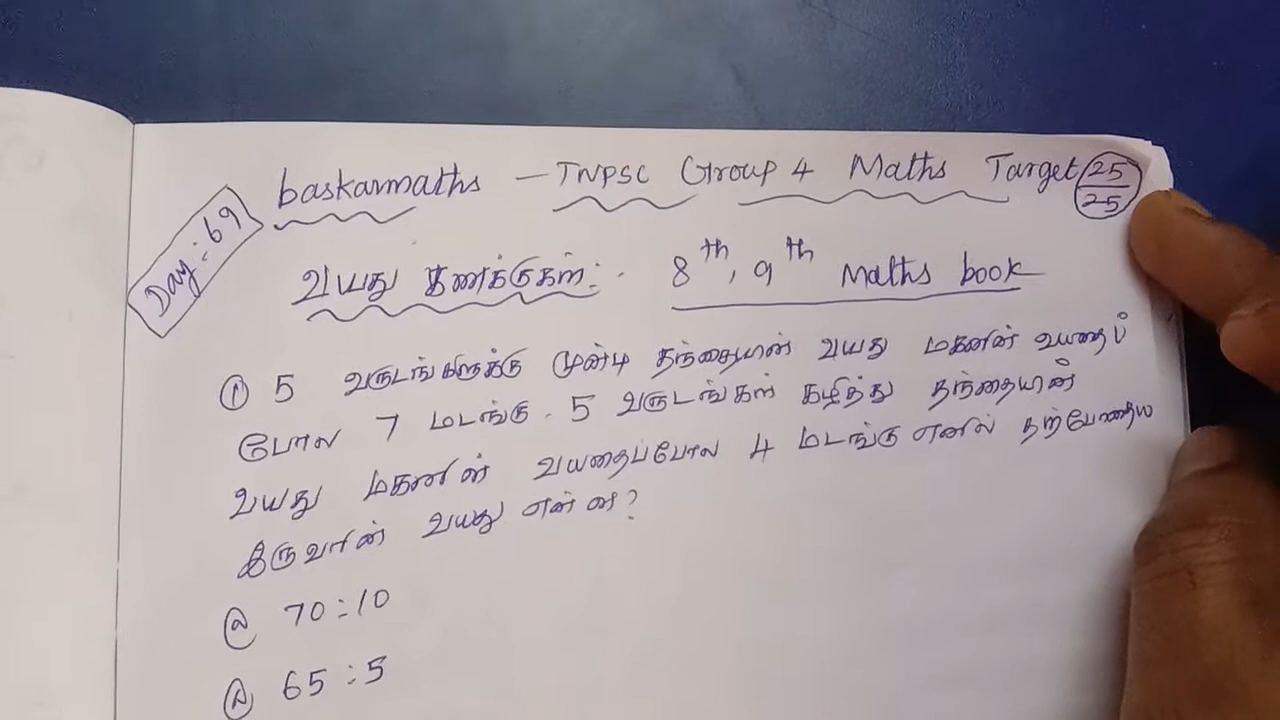 baskarmaths - TNPSC Group 4 Maths Target 25/25
Day: 69
வயது கணக்குகள்: 8th, 9th Maths book
① 5 வருடங்களுக்கு முன்பு தந்தையின் வயது மகனின் வயதைப்
போல 7 மடங்கு. 5 வருடங்கள் கழித்து தந்தையின்
வயது மகனின் வயதைப்போல 4 மடங்கு எனில் தற்போதைய
இருவரின் வயது என்ன?
70:10
65:5